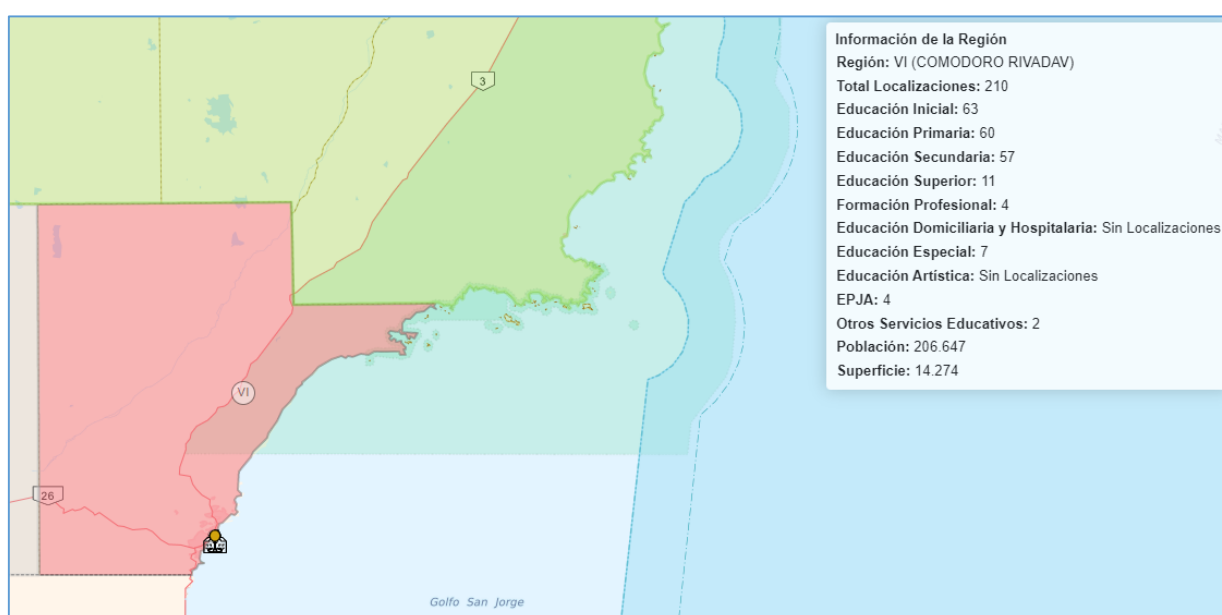 Información de la Región
Región: VI (COMODORO RIVADAV)
Total Localizaciones: 210
Educación Inicial: 63
Educación Primaria: 60
Educación Secundaria: 57
Educación Superior: 11
Formación Profesional: 4
Educación Domiciliaria y Hospitalaria: Sin Localizaciones
Educación Especial: 7
Educación Artística: Sin Localizaciones
EPJA: 4
Otros Servicios Educativos: 2
Población: 206.647
Superficie: 14.274
3
VI
26
Golfo San Jorge